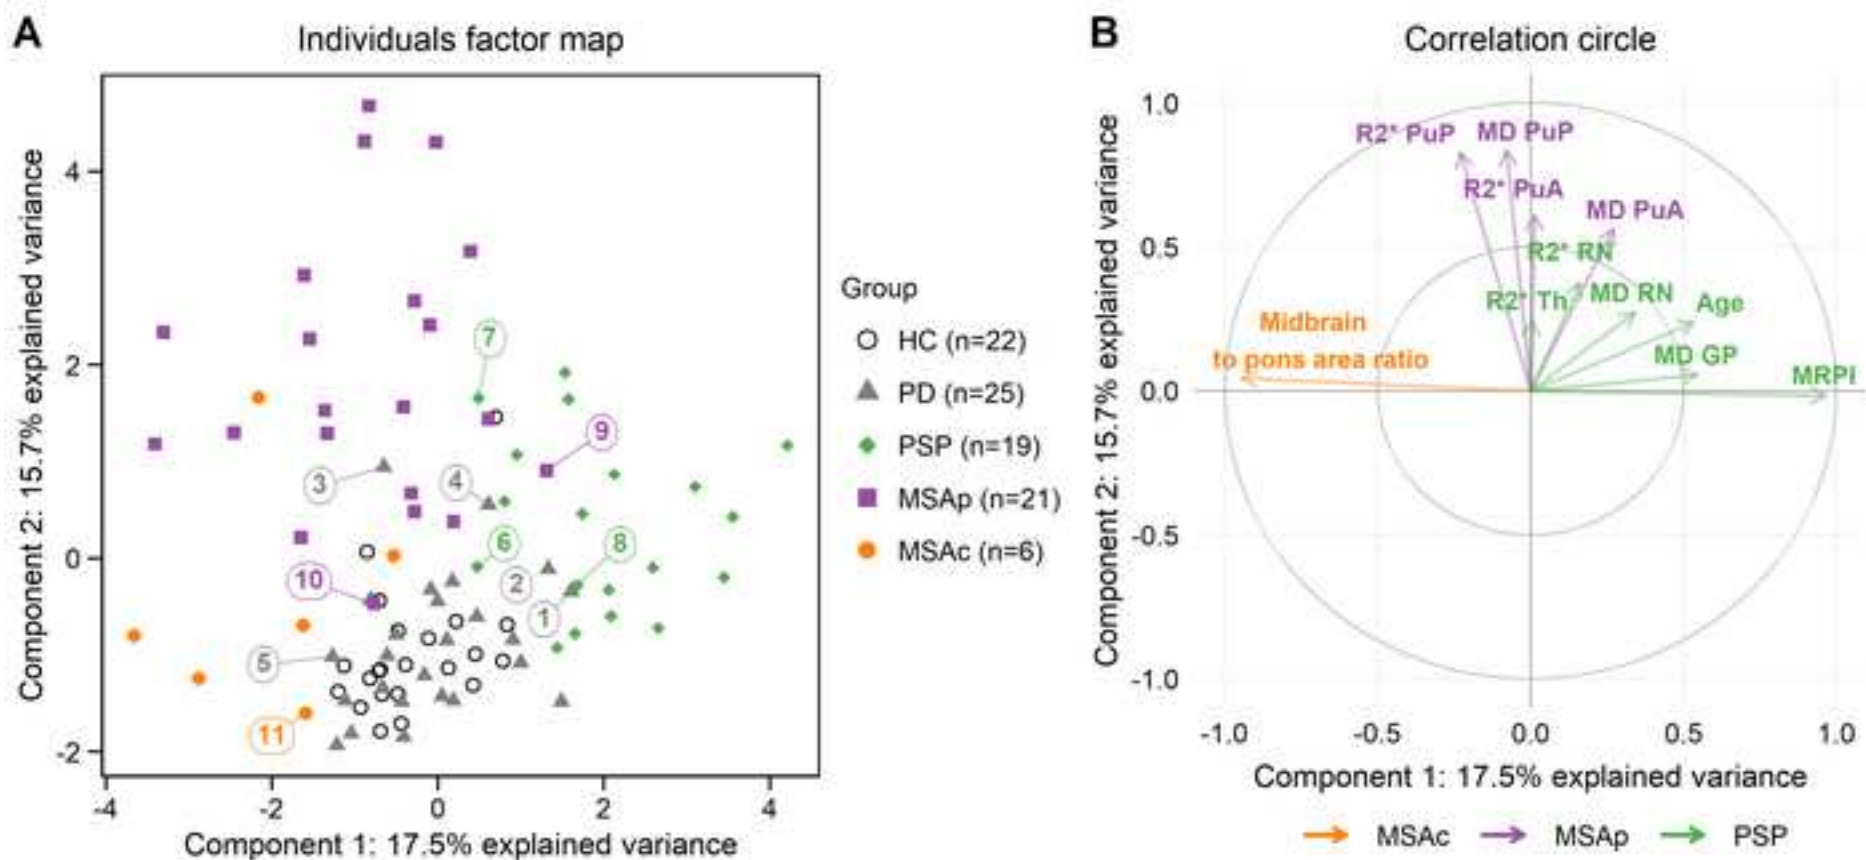 A
Individuals factor map
Component 2: 15.7% explained variance
4
2
0
-2
-4
-2
0
2
4
Component 1: 17.5% explained variance
7
9
3
4
6
8
2
10
1
5
11
Group
HC (n=22)
PD (n=25)
PSP (n=19)
MSAp (n=21)
MSAc (n=6)
B
Correlation circle
Component 2: 15.7% explained variance
1.0
0.5
0.0
-0.5
-1.0
R2* PuP
MD PuP
R2* PuA
MD PuA
R2* RN
R2* Th
MD RN
Age
Midbrain
to pons area ratio
MD GP
MRPI
-1.0
-0.5
0.0
0.5
1.0
Component 1: 17.5% explained variance
MSAc
MSAp
PSP